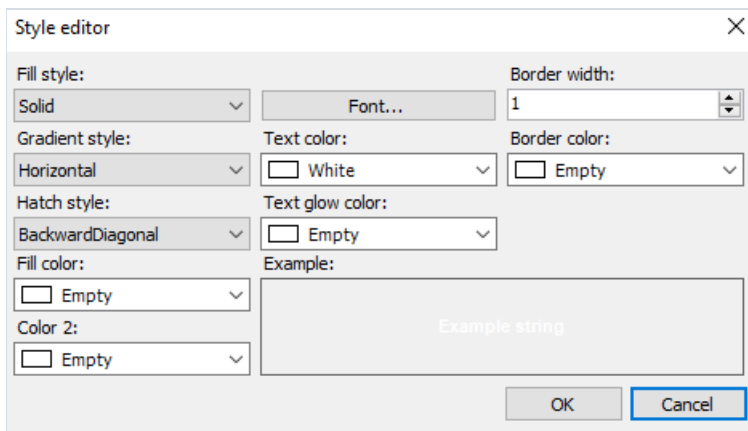 Style editor
Fill style:
Border width:
Solid
Font...
1
Gradient style:
Text color:
Border color:
Horizontal
White
Empty
Hatch style:
Text glow color:
BackwardDiagonal
Empty
Fill color:
Example:
Empty
Example string
Color 2:
Empty
OK
Cancel